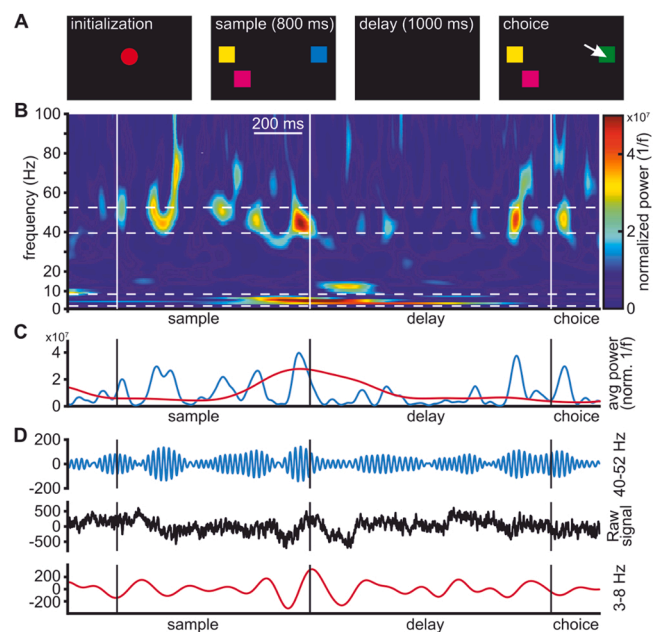 A
initialization
sample (800 ms)
delay (1000 ms)
choice
B
100
80
60
40
20
10
0
frequency (Hz)
200 ms
x10⁷
4
2
0
normalized power (1/f)
sample
delay
choice
C
x10⁷
4
2
0
avg power
(norm. 1/f)
sample
delay
choice
D
200
0
-200
40-52 Hz
500
0
-500
Raw
signal
200
0
-200
3-8 Hz
sample
delay
choice